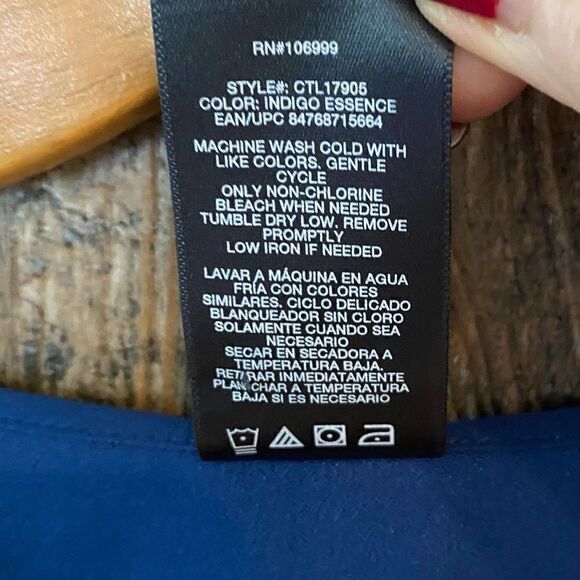 RN#106999
STYLE#: CTL17905
COLOR: INDIGO ESSENCE
EAN/UPC 84768715664
MACHINE WASH COLD WITH
LIKE COLORS. GENTLE
CYCLE
ONLY NON-CHLORINE
BLEACH WHEN NEEDED
TUMBLE DRY LOW. REMOVE
PROMPTLY
LOW IRON IF NEEDED
LAVAR A MÁQUINA EN AGUA
FRÍA CON COLORES
SIMILARES. CICLO DELICADO
BLANQUEADOR SIN CLORO
SOLAMENTE CUANDO SEA
NECESARIO
SECAR EN SECADORA A
TEMPERATURA BAJA.
RETIRAR INMEDIATAMENTE
PLANCHAR A TEMPERATURA
BAJA SI ES NECESARIO